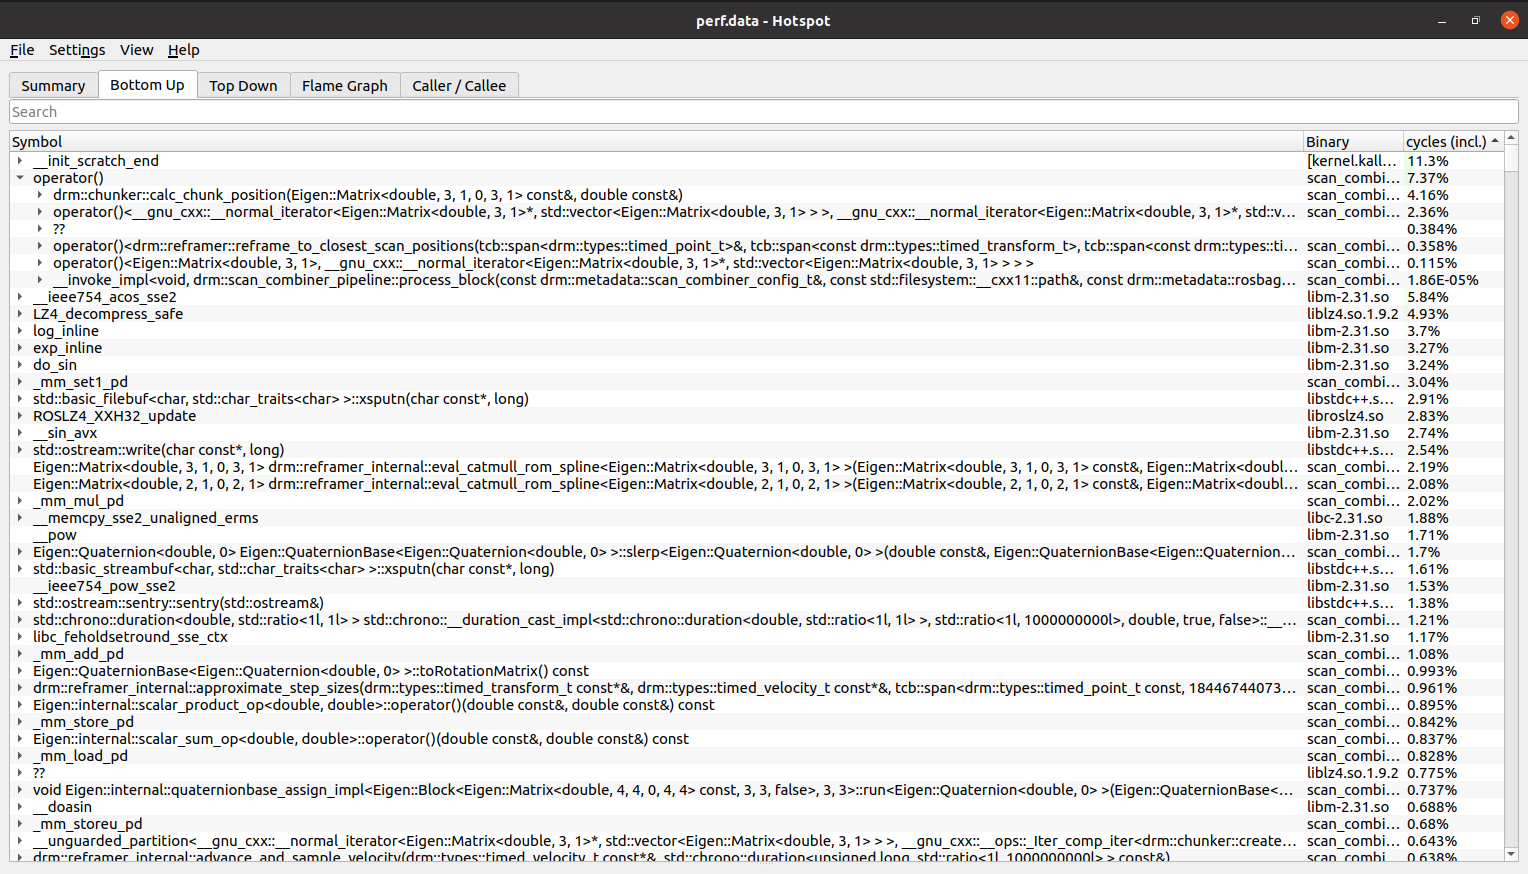 perf.data - Hotspot
File Settings View Help
Summary Bottom Up Top Down Flame Graph Caller / Callee
Search
Symbol Binary cycles (incl.)
__init_scratch_end [kernel.kall... 11.3%
operator() scan_combi... 7.37%
drm::chunker::calc_chunk_position(Eigen::Matrix<double, 3, 1, 0, 3, 1> const&, double const&) scan_combi... 4.16%
operator()<__gnu_cxx::__normal_iterator<Eigen::Matrix<double, 3, 1>*, std::vector<Eigen::Matrix<double, 3, 1> > >, __gnu_cxx::__normal_iterator<Eigen::Matrix<double, 3, 1>*, std::v... scan_combi... 2.36%
?? 0.384%
operator()<drm::reframer::reframe_to_closest_scan_positions(tcb::span<drm::types::timed_point_t>&, tcb::span<const drm::types::timed_transform_t>, tcb::span<const drm::types::ti... scan_combi... 0.358%
operator()<Eigen::Matrix<double, 3, 1>, __gnu_cxx::__normal_iterator<Eigen::Matrix<double, 3, 1>*, std::vector<Eigen::Matrix<double, 3, 1> > > > scan_combi... 0.115%
__invoke_impl<void, drm::scan_combiner_pipeline::process_block(const drm::metadata::scan_combiner_config_t&, const std::filesystem::__cxx11::path&, const drm::metadata::rosbag... scan_combi... 1.86E-05%
__ieee754_acos_sse2 libm-2.31.so 5.84%
LZ4_decompress_safe liblz4.so.1.9.2 4.93%
log_inline libm-2.31.so 3.7%
exp_inline libm-2.31.so 3.27%
do_sin libm-2.31.so 3.24%
_mm_set1_pd scan_combi... 3.04%
std::basic_filebuf<char, std::char_traits<char> >::xsputn(char const*, long) libstdc++.s... 2.91%
ROSLZ4_XXH32_update libroslz4.so 2.83%
__sin_avx libm-2.31.so 2.74%
std::ostream::write(char const*, long) libstdc++.s... 2.54%
Eigen::Matrix<double, 3, 1, 0, 3, 1> drm::reframer_internal::eval_catmull_rom_spline<Eigen::Matrix<double, 3, 1, 0, 3, 1> >(Eigen::Matrix<double, 3, 1, 0, 3, 1> const&, Eigen::Matrix<doubl... scan_combi... 2.19%
Eigen::Matrix<double, 2, 1, 0, 2, 1> drm::reframer_internal::eval_catmull_rom_spline<Eigen::Matrix<double, 2, 1, 0, 2, 1> >(Eigen::Matrix<double, 2, 1, 0, 2, 1> const&, Eigen::Matrix<doubl... scan_combi... 2.08%
_mm_mul_pd scan_combi... 2.02%
__memcpy_sse2_unaligned_erms libc-2.31.so 1.88%
__pow libm-2.31.so 1.71%
Eigen::Quaternion<double, 0> Eigen::QuaternionBase<Eigen::Quaternion<double, 0> >::slerp<Eigen::Quaternion<double, 0> >(double const&, Eigen::QuaternionBase<Eigen::Quaternion... scan_combi... 1.7%
std::basic_streambuf<char, std::char_traits<char> >::xsputn(char const*, long) libstdc++.s... 1.61%
__ieee754_pow_sse2 libm-2.31.so 1.53%
std::ostream::sentry::sentry(std::ostream&) libstdc++.s... 1.38%
std::chrono::duration<double, std::ratio<1l, 1l> > std::chrono::__duration_cast_impl<std::chrono::duration<double, std::ratio<1l, 1l> >, std::ratio<1l, 1000000000l>, double, true, false>::__... scan_combi... 1.21%
libc_feholdsetround_sse_ctx libm-2.31.so 1.17%
_mm_add_pd scan_combi... 1.08%
Eigen::QuaternionBase<Eigen::Quaternion<double, 0> >::toRotationMatrix() const scan_combi... 0.993%
drm::reframer_internal::approximate_step_sizes(drm::types::timed_transform_t const*&, drm::types::timed_velocity_t const*&, tcb::span<drm::types::timed_point_t const, 18446744073... scan_combi... 0.961%
Eigen::internal::scalar_product_op<double, double>::operator()(double const&, double const&) const scan_combi... 0.895%
_mm_store_pd scan_combi... 0.842%
Eigen::internal::scalar_sum_op<double, double>::operator()(double const&, double const&) const scan_combi... 0.837%
_mm_load_pd scan_combi... 0.828%
?? liblz4.so.1.9.2 0.775%
void Eigen::internal::quaternionbase_assign_impl<Eigen::Block<Eigen::Matrix<double, 4, 4, 0, 4, 4> const, 3, 3, false>, 3, 3>::run<Eigen::Quaternion<double, 0> >(Eigen::QuaternionBase<... scan_combi... 0.737%
__doasin libm-2.31.so 0.688%
_mm_storeu_pd scan_combi... 0.68%
__unguarded_partition<__gnu_cxx::__normal_iterator<Eigen::Matrix<double, 3, 1>*, std::vector<Eigen::Matrix<double, 3, 1> > >, __gnu_cxx::__ops::_Iter_comp_iter<drm::chunker::create... scan_combi... 0.643%
drm::reframer_internal::advance_and_sample_velocity(drm::types::timed_velocity_t const*&, std::chrono::duration<unsigned long, std::ratio<1l, 1000000000l> > const&) scan_combi... 0.638%